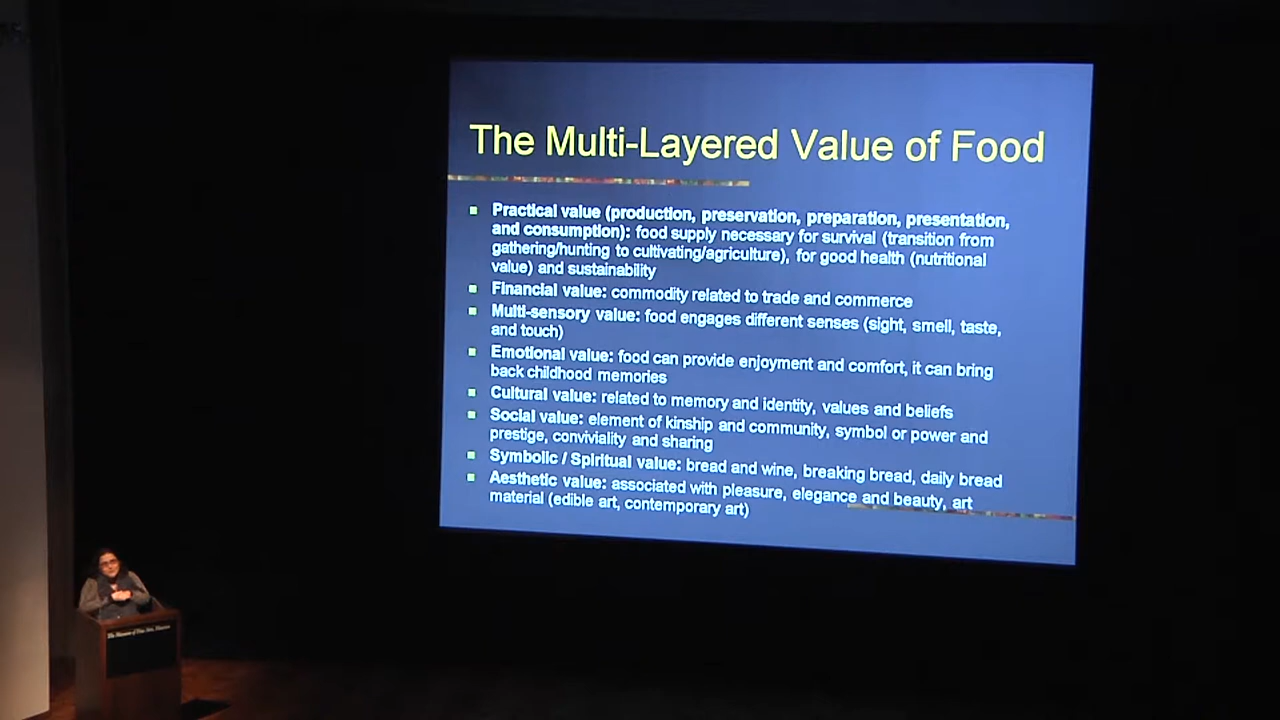 The Multi-Layered Value of Food
Practical value (production, preservation, preparation, presentation,
and consumption): food supply necessary for survival (transition from
gathering/hunting to cultivating/agriculture), for good health (nutritional
value) and sustainability
Financial value: commodity related to trade and commerce
Multi-sensory value: food engages different senses (sight, smell, taste,
and touch)
Emotional value: food can provide enjoyment and comfort, it can bring
back childhood memories
Cultural value: related to memory and identity, values and beliefs
Social value: element of kinship and community, symbol or power and
prestige, conviviality and sharing
Symbolic / Spiritual value: bread and wine, breaking bread, daily bread
Aesthetic value: associated with pleasure, elegance and beauty, art
material (edible art, contemporary art)
The Museum of Fine Arts, Houston